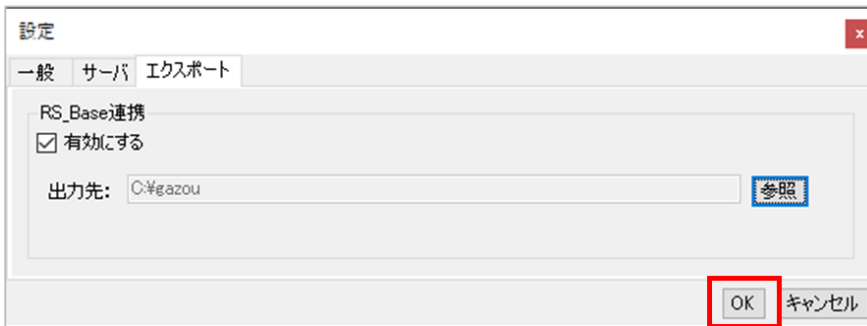 設定
x
一般 サーバ エクスポート
RS_Base連携
有効にする
出力先: C:¥gazou 参照
OK キャンセル